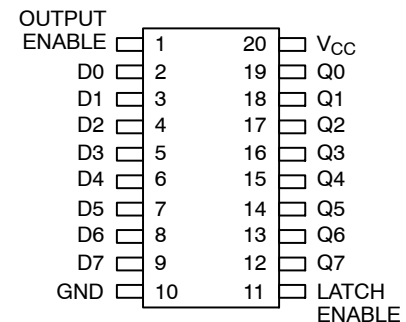 OUTPUT
ENABLE 1 20 VCC
D0 2 19 Q0
D1 3 18 Q1
D2 4 17 Q2
D3 5 16 Q3
D4 6 15 Q4
D5 7 14 Q5
D6 8 13 Q6
D7 9 12 Q7
GND 10 11 LATCH
ENABLE